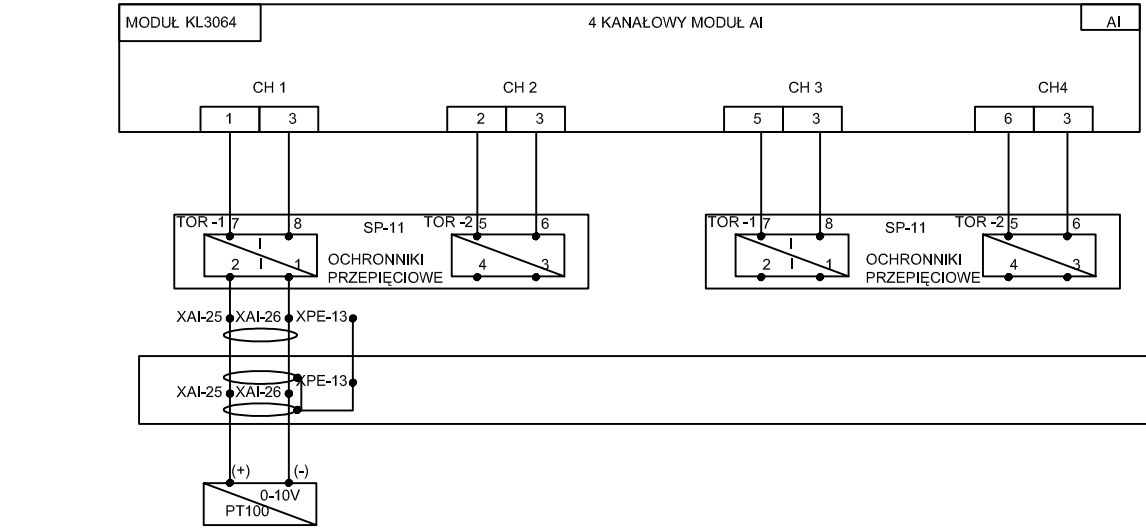 MODUŁ KL3064 4 KANAŁOWY MODUŁ AI AI
CH 1 CH 2 CH 3 CH4
1 3 2 3 5 3 6 3
TOR -1 7 8 SP-11 TOR -2 5 6 TOR -1 7 8 SP-11 TOR -2 5 6
I I
2 I 1 OCHRONNIKI 4 3 2 I 1 OCHRONNIKI 4 3
PRZEPIĘCIOWE PRZEPIĘCIOWE
XAI-25 XAI-26 XPE-13
XPE-13
XAI-25 XAI-26
(+) (-)
0-10V
PT100